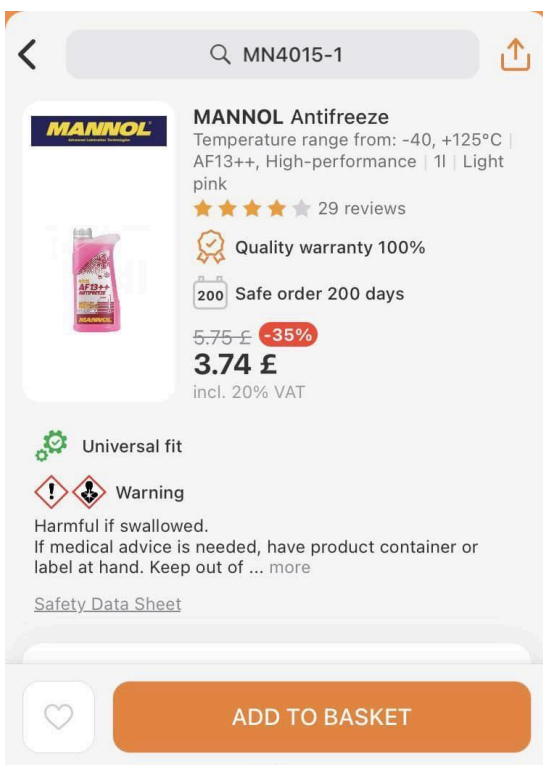 MN4015-1
MANNOL
MANNOL Antifreeze
Temperature range from: -40, +125°C |
AF13++, High-performance | 1l | Light
pink
29 reviews
Quality warranty 100%
200 Safe order 200 days
5.75 £ -35%
3.74 £
incl. 20% VAT
AF13++
ANTIFREEZE
MANNOL
Universal fit
! Warning
Harmful if swallowed.
If medical advice is needed, have product container or
label at hand. Keep out of ... more
Safety Data Sheet
ADD TO BASKET